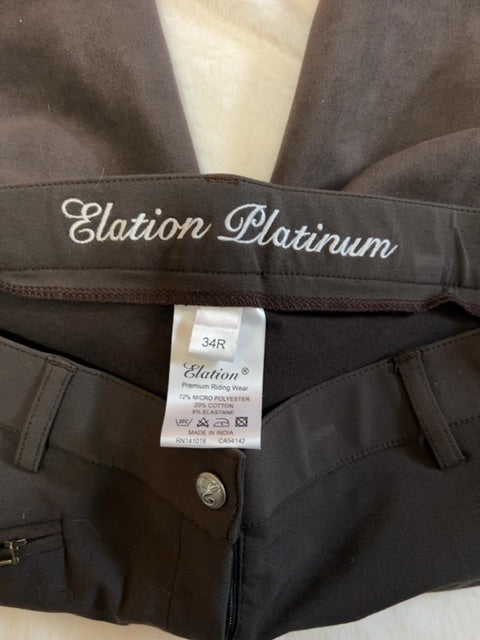 Elation Platinum
34R
Elation®
Premium Riding Wear
72% MICRO POLYESTER
20% COTTON
8% ELASTANE
MADE IN INDIA
RN141018 CA54142